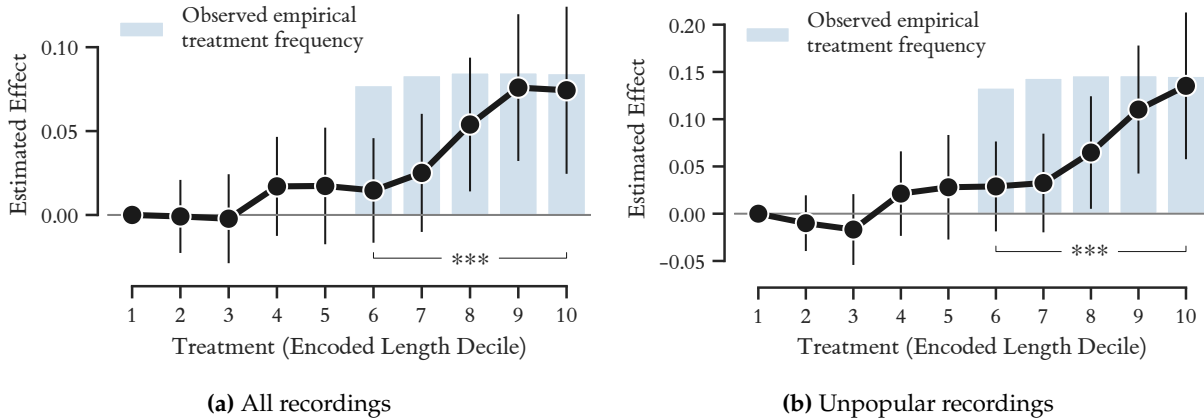 Observed empirical
treatment frequency
Estimated Effect
0.10
0.05
0.00
***
1 2 3 4 5 6 7 8 9 10
Treatment (Encoded Length Decile)
(a) All recordings
Observed empirical
treatment frequency
Estimated Effect
0.20
0.15
0.10
0.05
0.00
−0.05
***
1 2 3 4 5 6 7 8 9 10
Treatment (Encoded Length Decile)
(b) Unpopular recordings